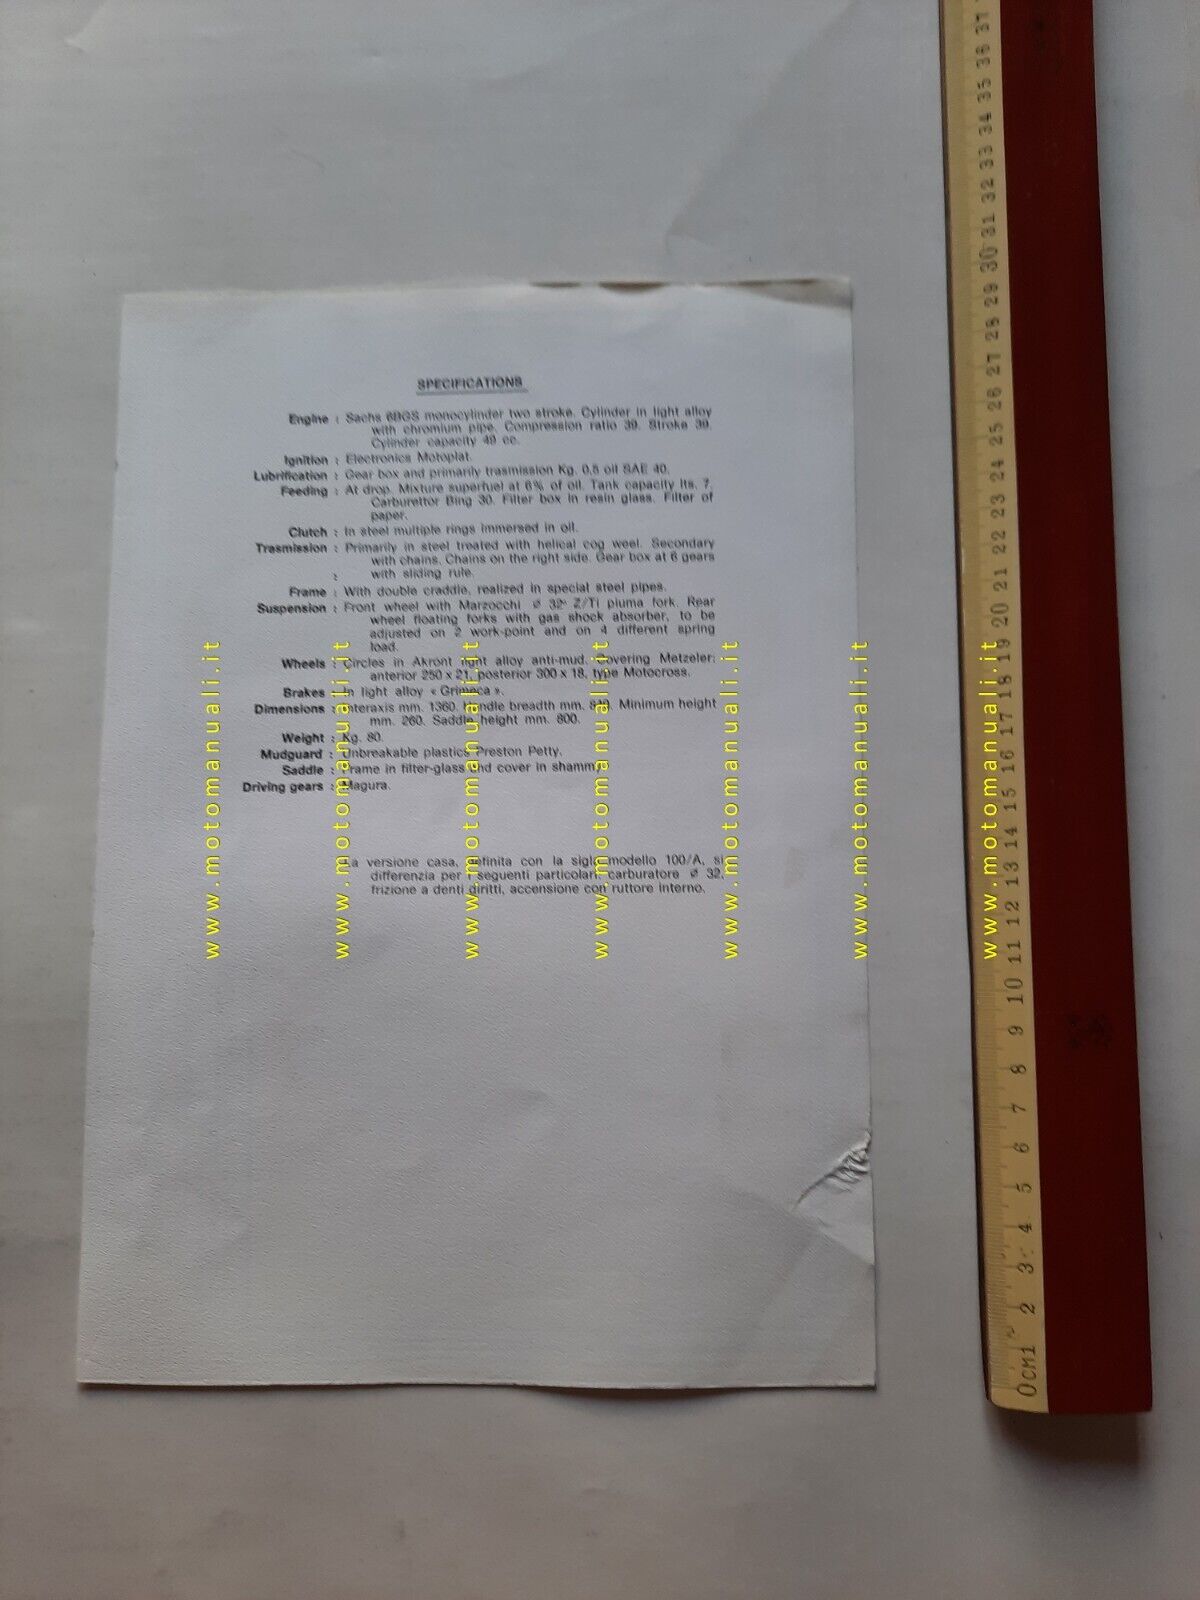 SPECIFICATIONS
Engine : Sachs 6BGS monocylinder two stroke. Cylinder in light alloy
with chromium pipe. Compression ratio 39. Stroke 39.
Cylinder capacity 49 cc.
Ignition : Electronics Motoplat.
Lubrification : Gear box and primarily trasmission Kg. 0,5 oil SAE 40.
Feeding : At drop. Mixture superfuel at 6% of oil. Tank capacity lts. 7.
Carburettor Bing 30. Filter box in resin glass. Filter of
paper.
Clutch : In steel multiple rings immersed in oil.
Trasmission : Primarily in steel treated with helical cog weel. Secondary
with chains. Chains on the right side. Gear box at 6 gears
: with sliding rule.
Frame : With double craddle, realized in special steel pipes.
Suspension : Front wheel with Marzocchi ø 32 Z/Ti piuma fork. Rear
wheel floating forks with gas shock absorber, to be
adjusted on 2 work-point and on 4 different spring
load.
Wheels : Circles in Akront light alloy anti-mud. Covering Metzeler:
anterior 250 x 21, posterior 300 x 18, type Motocross.
Brakes : In light alloy « Grimeca ».
Dimensions : Interaxis mm. 1360. Handle breadth mm. Minimum height
mm. 260. Saddle height mm. 800.
Weight : Kg. 80.
Mudguard : Unbreakable plastics Preston Petty.
Saddle : Frame in filter-glass and cover in shammy.
Driving gears : Magura.
La versione casa, definita con la sigla modello 100/A, si
differenzia per i seguenti particolari: carburatore ø 32,
frizione a denti diritti, accensione con ruttore interno.
www.motomanuali.it
www.motomanuali.it
www.motomanuali.it
www.motomanuali.it
www.motomanuali.it
www.motomanuali.it
www.motomanuali.it
0CM1 2 3 4 5 6 7 8 9 10 11 12 13 14 15 16 17 18 19 20 21 22 23 24 25 26 27 28 29 30 31 32 33 34 35 36 37